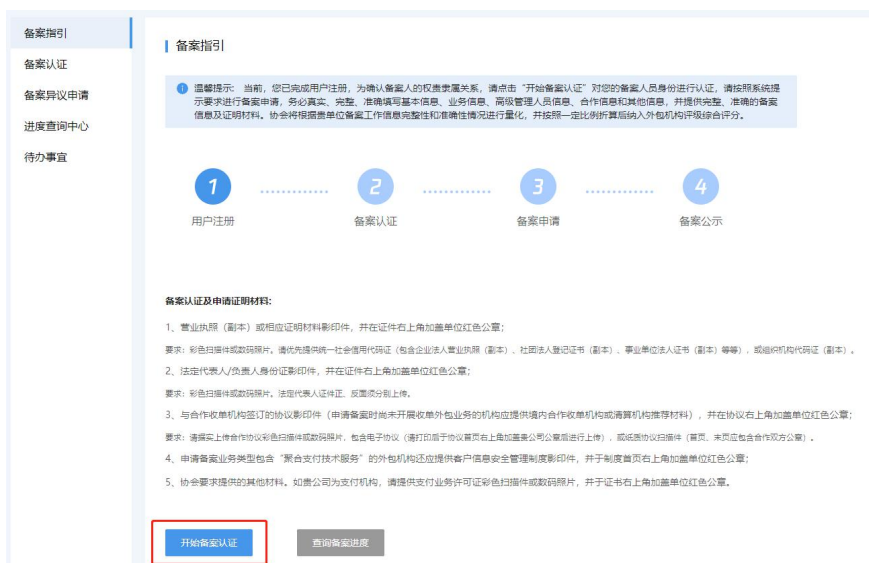 备案指引
备案认证
备案异议申请
进度查询中心
待办事宜
备案指引
温馨提示： 当前，您已完成用户注册，为确认备案人的权责隶属关系，请点击“开始备案认证”对您的备案人员身份进行认证，请按照系统提
示要求进行备案申请，务必真实、完整、准确填写基本信息、业务信息、高级管理人员信息、合作信息和其他信息，并提供完整、准确的备案
信息及证明材料。协会将根据贵单位备案工作信息完整性和准确性情况进行量化，并按照一定比例折算后纳入外包机构评级综合评分。
1
2
3
4
用户注册
备案认证
备案申请
备案公示
备案认证及申请证明材料：
1、营业执照（副本）或相应证明材料影印件，并在证件右上角加盖单位红色公章；
要求：彩色扫描件或数码照片。请优先提供统一社会信用代码证（包含企业法人营业执照（副本）、社团法人登记证书（副本）、事业单位法人证书（副本）等等），或组织机构代码证（副本）。
2、法定代表人/负责人身份证影印件，并在证件右上角加盖单位红色公章；
要求：彩色扫描件或数码照片。法定代表人证件正、反面须分别上传。
3、与合作收单机构签订的协议影印件（申请备案时尚未开展收单外包业务的机构应提供境内合作收单机构或清算机构推荐材料），并在协议右上角加盖单位红色公章；
要求：请据实上传合作协议彩色扫描件或数码照片，包含电子协议（请打印后于协议首页右上角加盖贵公司公章后进行上传），或纸质协议扫描件（首页、末页应包含合作双方公章）。
4、申请备案业务类型包含“聚合支付技术服务”的外包机构还应提供客户信息安全管理制度影印件，并于制度首页右上角加盖单位红色公章；
5、协会要求提供的其他材料。如贵公司为支付机构，请提供支付业务许可证彩色扫描件或数码照片，并于证书右上角加盖单位红色公章。
开始备案认证
查询备案进度